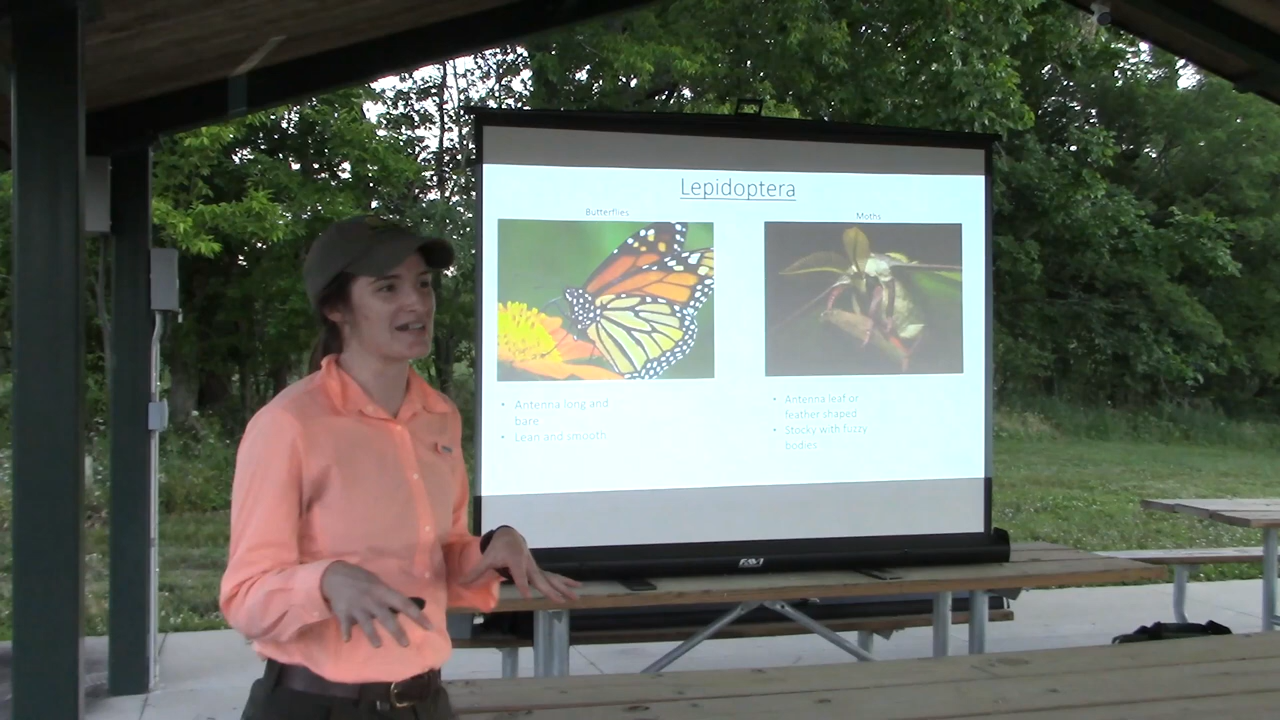 Lepidoptera
Butterflies
Moths
• Antenna long and
bare
• Lean and smooth
• Antenna leaf or
feather shaped
• Stocky with fuzzy
bodies